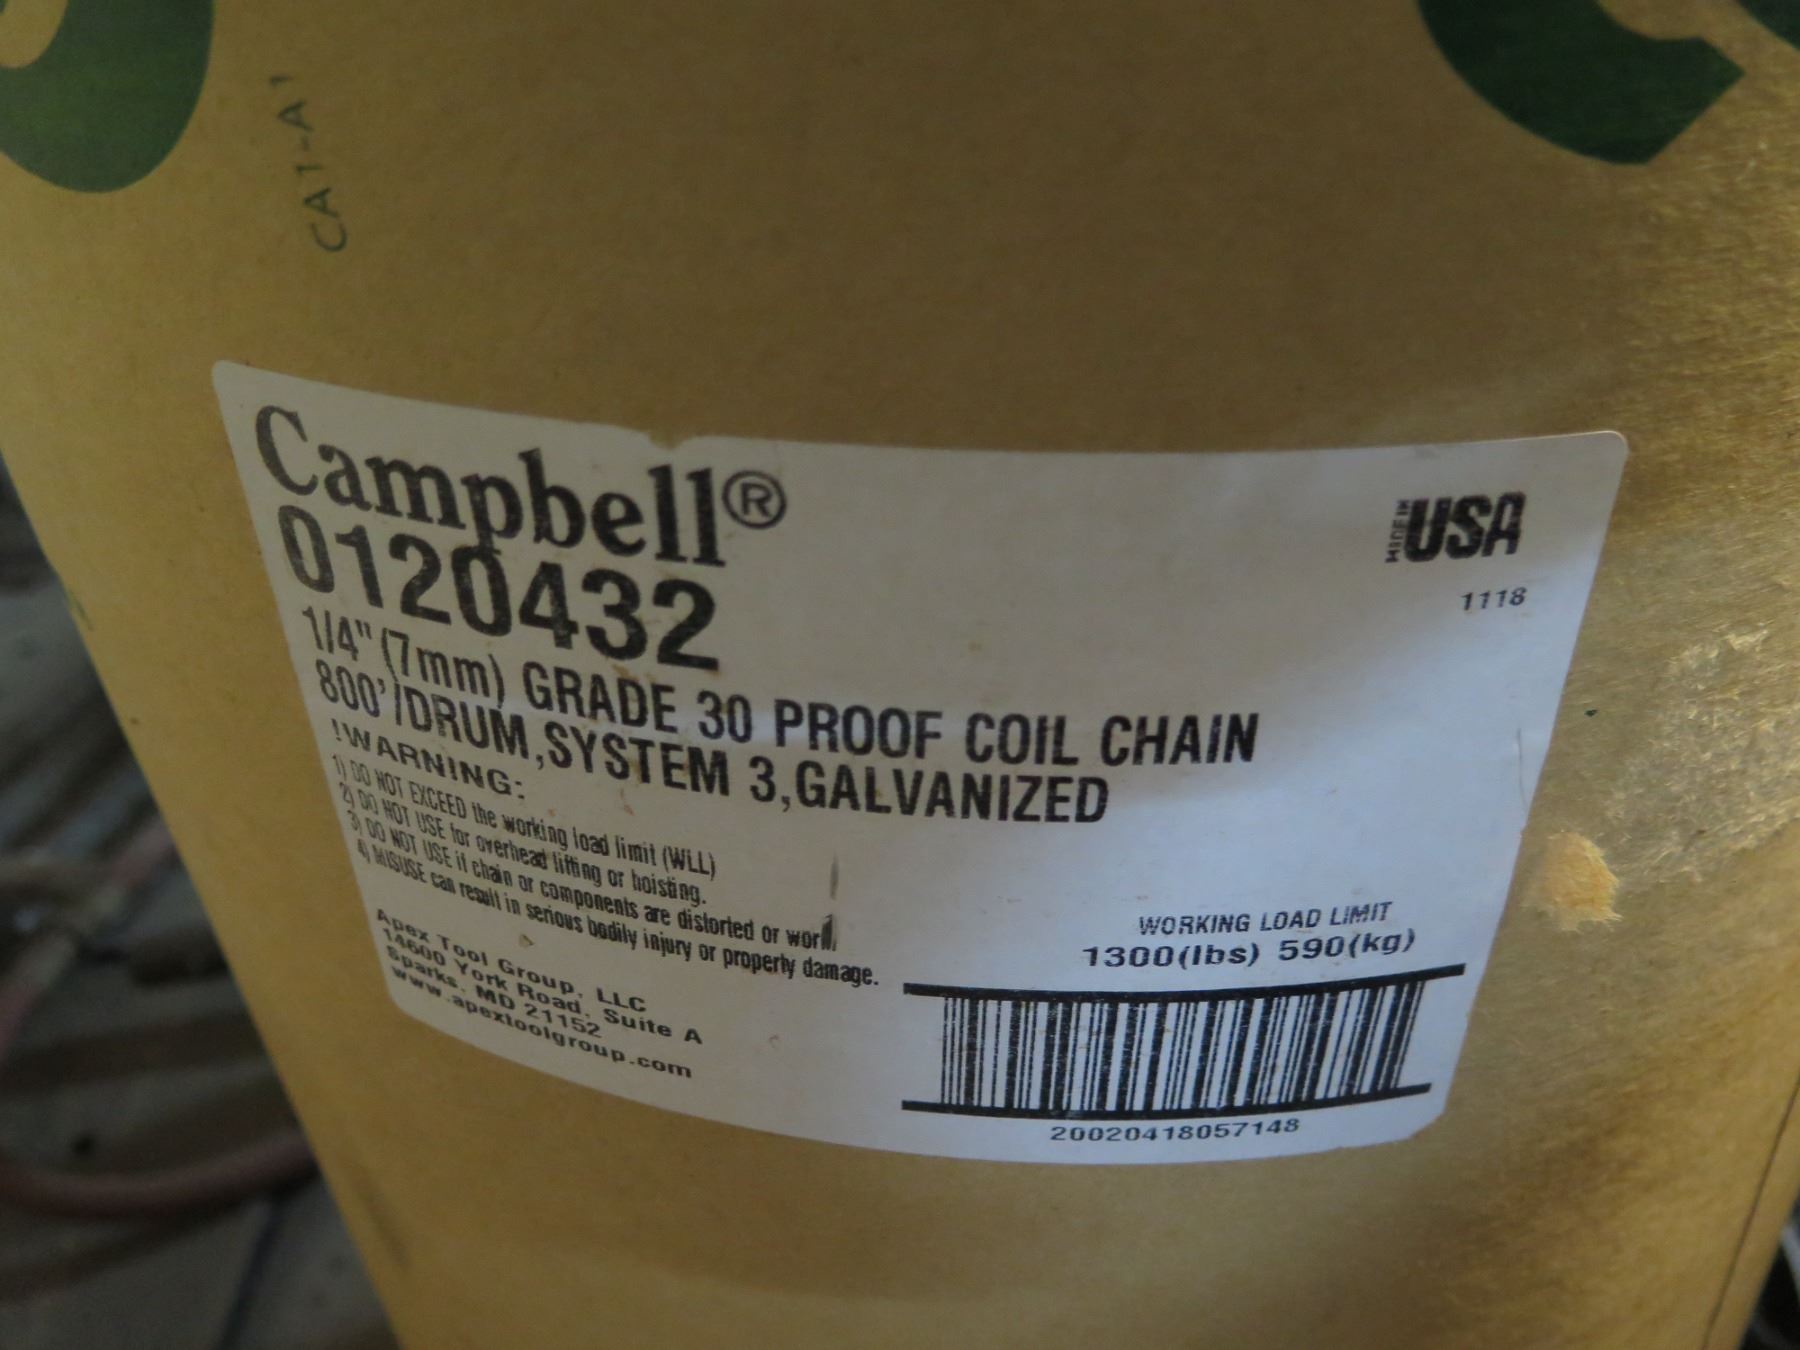 CA1-A1
Campbell®
0120432
1/4" (7mm) GRADE 30 PROOF COIL CHAIN
800'/DRUM,SYSTEM 3,GALVANIZED
!WARNING:
1) DO NOT EXCEED the working load limit (WLL)
2) DO NOT USE for overhead lifting or hoisting.
3) DO NOT USE if chain or components are distorted or worn.
4) MISUSE can result in serious bodily injury or property damage.
Apex Tool Group, LLC
14600 York Road, Suite A
Sparks, MD 21152
www.apextoolgroup.com
MADE IN USA
1118
WORKING LOAD LIMIT
1300(lbs) 590(kg)
20020418057148